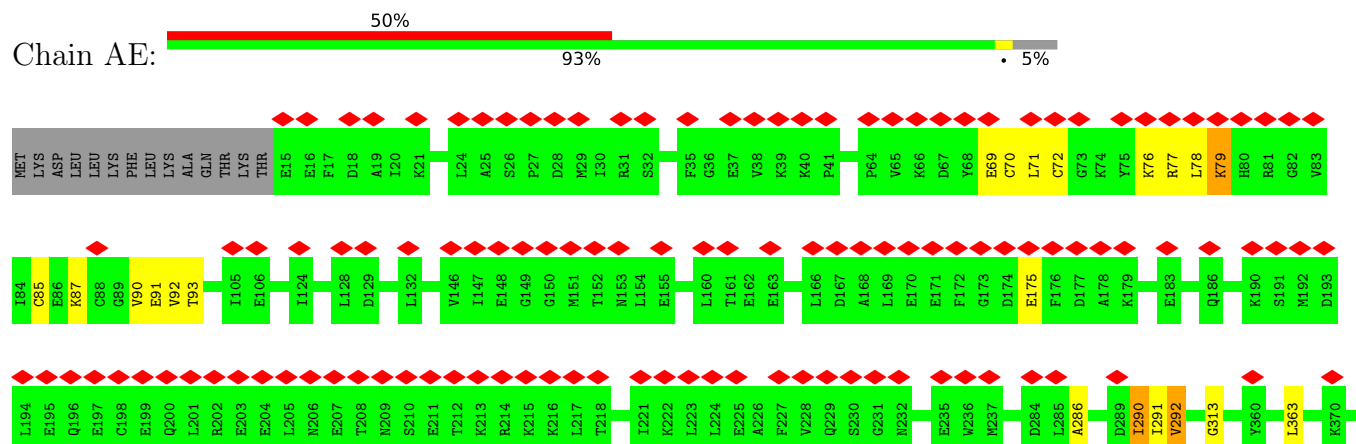 50%
Chain AE:
93% • 5%
MET LYS ASP LEU LEU LYS PHE LEU LYS ALA GLN THR LYS THR E15 E16 F17 D18 A19 I20 K21 L24 A25 S26 P27 D28 M29 I30 R31 S32 F35 G36 E37 V38 K39 K40 P41 P64 V65 K66 D67 Y68 E69 C70 L71 C72 G73 K74 Y75 K76 R77 L78 K79 H80 R81 G82 V83
I84 C85 E86 K87 C88 G89 V90 E91 V92 T93 I105 E106 I124 L128 D129 L132 V146 I147 E148 G149 G150 M151 T152 N153 L154 E155 L160 T161 E162 E163 L166 D167 A168 L169 E170 E171 F172 G173 D174 E175 F176 D177 A178 K179 E183 Q186 K190 S191 M192 D193
L194 E195 Q196 E197 C198 E199 Q200 L201 R202 E203 E204 L205 N206 E207 T208 N209 S210 E211 T212 K213 R214 K215 K216 L217 T218 I221 K222 L223 L224 E225 A226 F227 V228 Q229 S230 G231 N232 E235 W236 M237 D284 L285 A286 D289 I290 I291 V292 G313 Y360 L363 K370